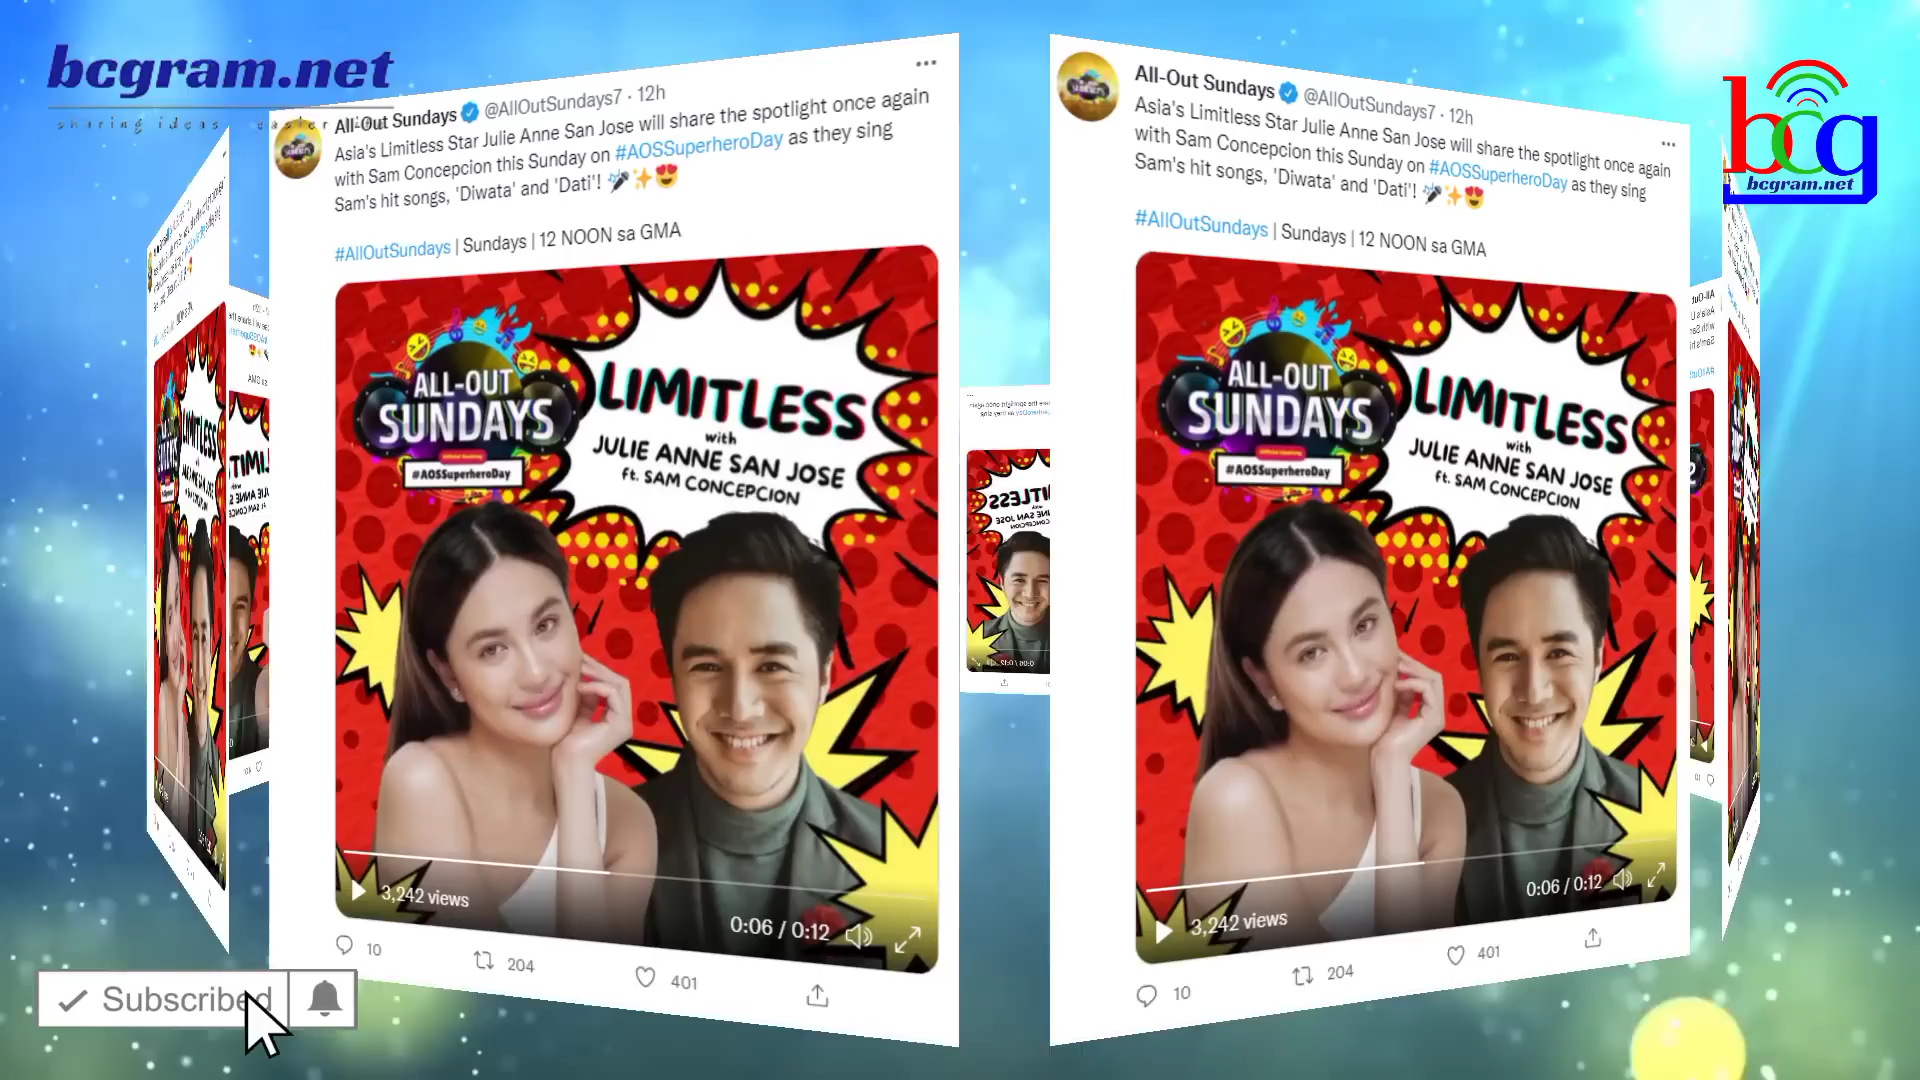 bcgram.net
sharing ideas easier
All-Out Sundays @AllOutSundays7 · 12h
Asia's Limitless Star Julie Anne San Jose will share the spotlight once again
with Sam Concepcion this Sunday on #AOSSuperheroDay as they sing
Sam's hit songs, 'Diwata' and 'Dati'! 🎤✨😍
#AllOutSundays | Sundays | 12 NOON sa GMA
ALL-OUT
SUNDAYS
#AOSSuperheroDay
LIMITLESS
with
JULIE ANNE SAN JOSE
ft. SAM CONCEPCION
3,242 views
0:06 / 0:12
10
204
401
All-Out Sundays @AllOutSundays7 · 12h
Asia's Limitless Star Julie Anne San Jose will share the spotlight once again
with Sam Concepcion this Sunday on #AOSSuperheroDay as they sing
Sam's hit songs, 'Diwata' and 'Dati'! 🎤✨😍
#AllOutSundays | Sundays | 12 NOON sa GMA
ALL-OUT
SUNDAYS
#AOSSuperheroDay
LIMITLESS
with
JULIE ANNE SAN JOSE
ft. SAM CONCEPCION
3,242 views
0:06 / 0:12
10
204
401
bcg
bcgram.net
Subscribed